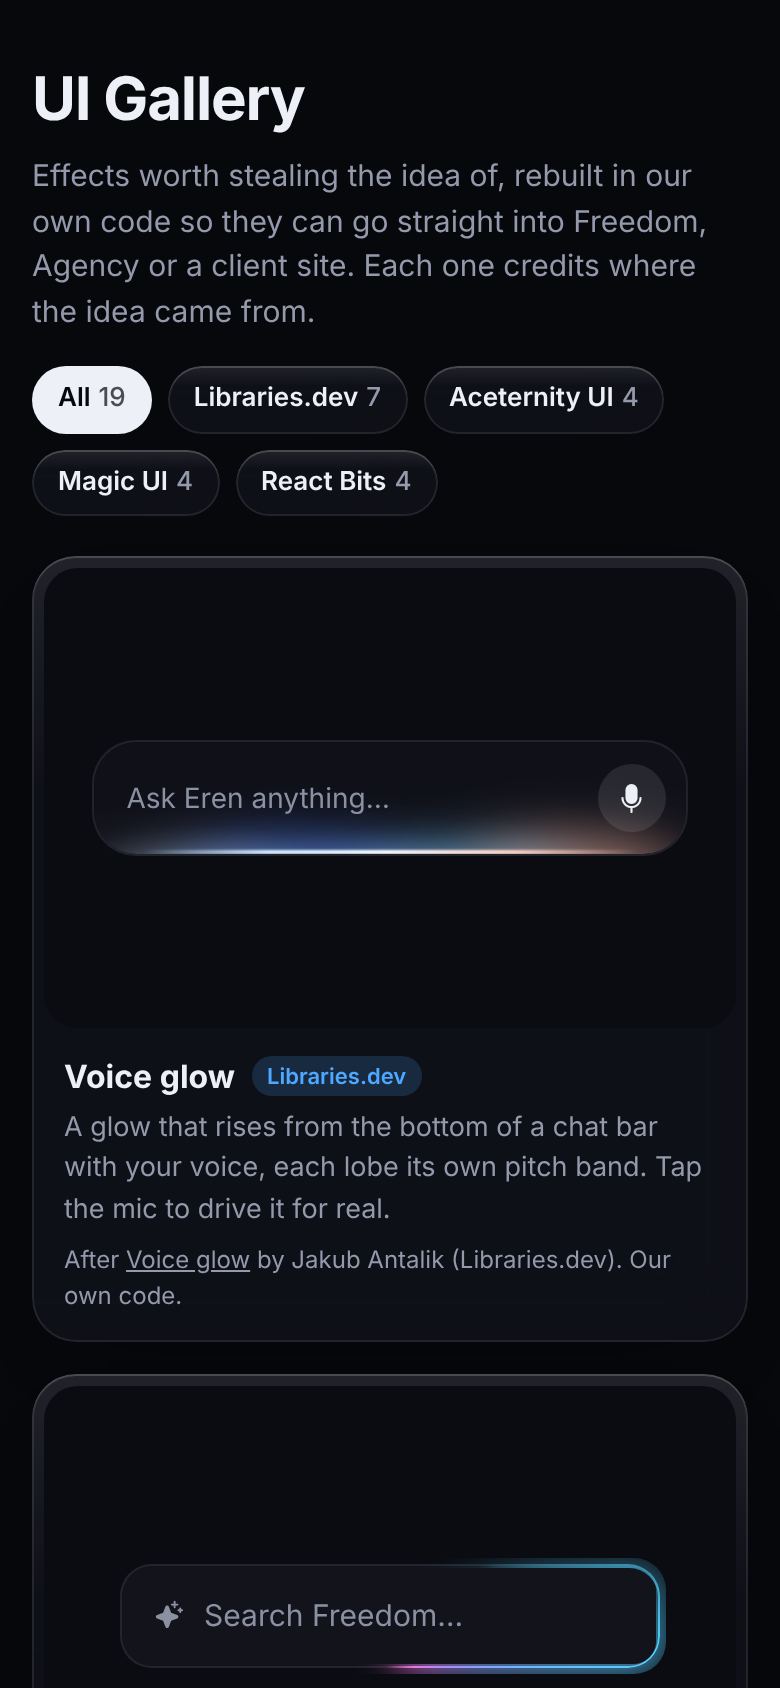 UI Gallery
Effects worth stealing the idea of, rebuilt in our
own code so they can go straight into Freedom,
Agency or a client site. Each one credits where
the idea came from.
All 19
Libraries.dev 7
Aceternity UI 4
Magic UI 4
React Bits 4
Ask Eren anything...
Voice glow
Libraries.dev
A glow that rises from the bottom of a chat bar
with your voice, each lobe its own pitch band. Tap
the mic to drive it for real.
After Voice glow by Jakub Antalik (Libraries.dev). Our
own code.
Search Freedom...